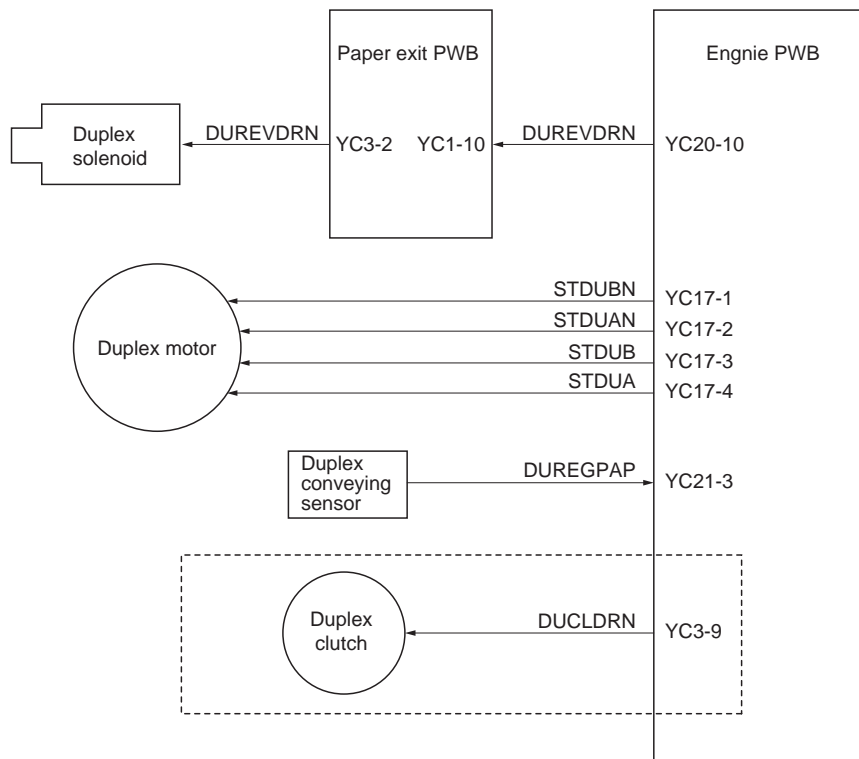 Paper exit PWB
Engnie PWB
Duplex
solenoid
DUREVDRN
YC3-2
YC1-10
DUREVDRN
YC20-10
Duplex motor
STDUBN
YC17-1
STDUAN
YC17-2
STDUB
YC17-3
STDUA
YC17-4
Duplex
conveying
sensor
DUREGPAP
YC21-3
Duplex
clutch
DUCLDRN
YC3-9